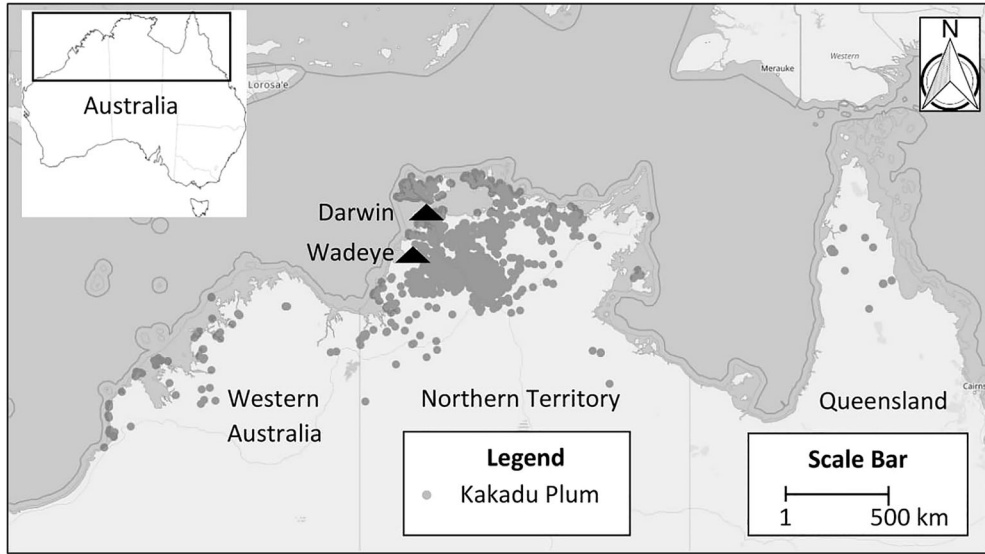 N
Australia
Lorosa'e
Merauke
Western
Darwin
Wadeye
Western
Australia
Northern Territory
Queensland
Cairns
Legend
Kakadu Plum
Scale Bar
1
500 km